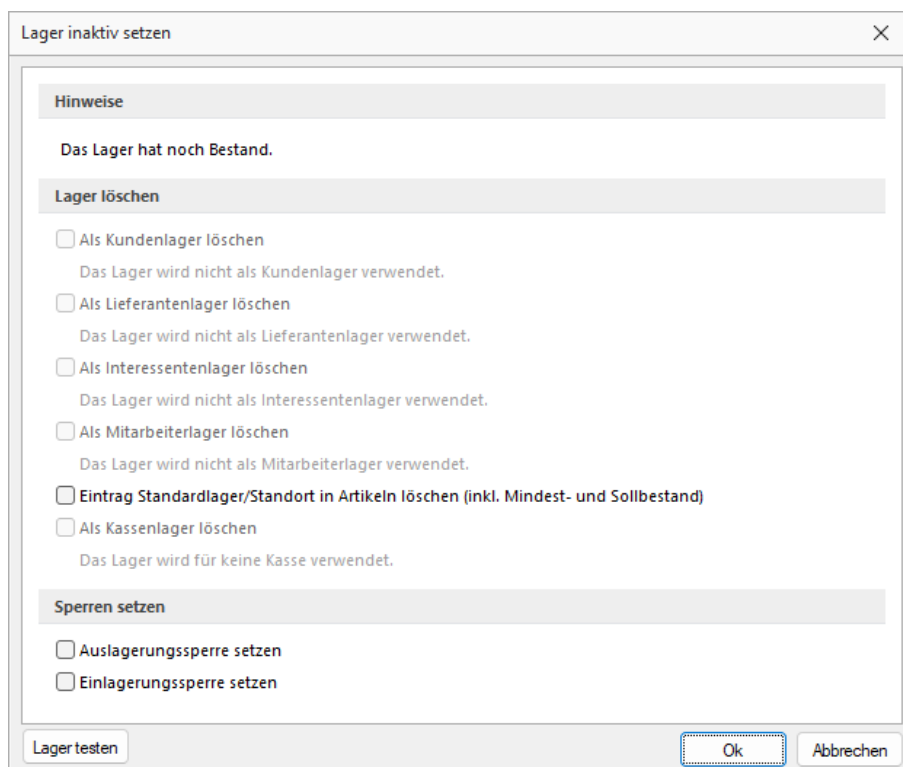 Lager inaktiv setzen
Hinweise
Das Lager hat noch Bestand.
Lager löschen
Als Kundenlager löschen
Das Lager wird nicht als Kundenlager verwendet.
Als Lieferantenlager löschen
Das Lager wird nicht als Lieferantenlager verwendet.
Als Interessentenlager löschen
Das Lager wird nicht als Interessentenlager verwendet.
Als Mitarbeiterlager löschen
Das Lager wird nicht als Mitarbeiterlager verwendet.
Eintrag Standardlager/Standort in Artikeln löschen (inkl. Mindest- und Sollbestand)
Als Kassenlager löschen
Das Lager wird für keine Kasse verwendet.
Sperren setzen
Auslagerungssperre setzen
Einlagerungssperre setzen
Lager testen
Ok
Abbrechen